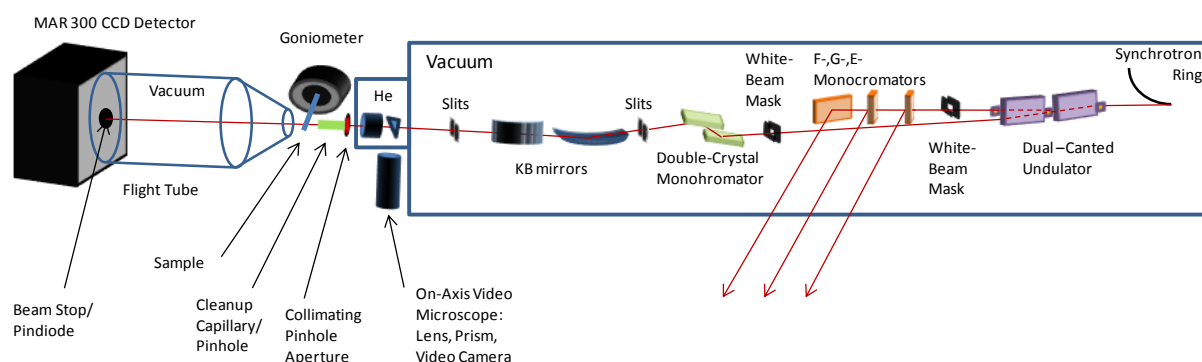 MAR 300 CCD Detector
Goniometer
Vacuum
Vacuum
He
Slits
KB mirrors
Slits
Double-Crystal
Monohromator
White-
Beam
Mask
F-,G-,E-
Monocromators
White-
Beam
Mask
Dual–Canted
Undulator
Synchrotron
Ring
Flight Tube
Sample
Beam Stop/
Pindiode
Cleanup
Capillary/
Pinhole
Collimating
Pinhole
Aperture
On-Axis Video
Microscope:
Lens, Prism,
Video Camera